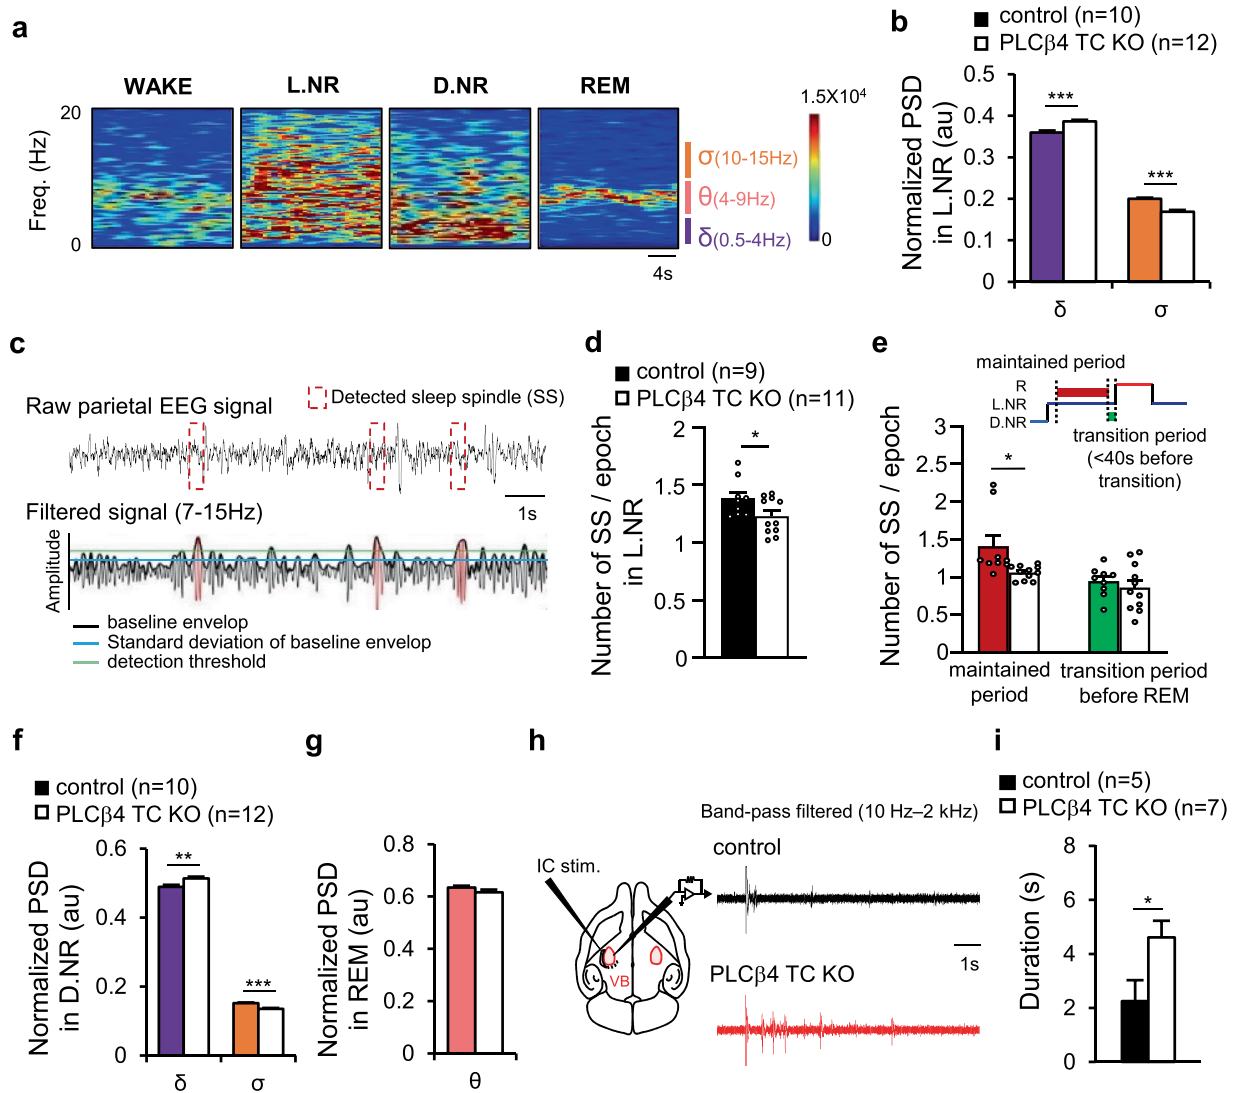 a
WAKE
L.NR
D.NR
REM
20
Freq. (Hz)
0
σ(10-15Hz)
θ(4-9Hz)
δ(0.5-4Hz)
1.5X10⁴
0
4s
b
control (n=10)
PLCβ4 TC KO (n=12)
Normalized PSD
in L.NR (au)
0.5
0.4
0.3
0.2
0.1
0
***
***
δ
σ
c
Detected sleep spindle (SS)
Raw parietal EEG signal
1s
Filtered signal (7-15Hz)
Amplitude
baseline envelop
Standard deviation of baseline envelop
detection threshold
d
control (n=9)
PLCβ4 TC KO (n=11)
Number of SS / epoch
in L.NR
2
1.5
1
0.5
0
*
e
maintained period
R
L.NR
D.NR
transition period
(<40s before
transition)
Number of SS / epoch
3
2.5
2
1.5
1
0.5
0
*
maintained
period
transition period
before REM
f
control (n=10)
PLCβ4 TC KO (n=12)
Normalized PSD
in D.NR (au)
0.6
0.4
0.2
0
**
***
δ
σ
g
Normalized PSD
in REM (au)
0.8
0.6
0.4
0.2
0
θ
h
Band-pass filtered (10 Hz–2 kHz)
IC stim.
VB
control
1s
PLCβ4 TC KO
i
control (n=5)
PLCβ4 TC KO (n=7)
Duration (s)
8
6
4
2
0
*